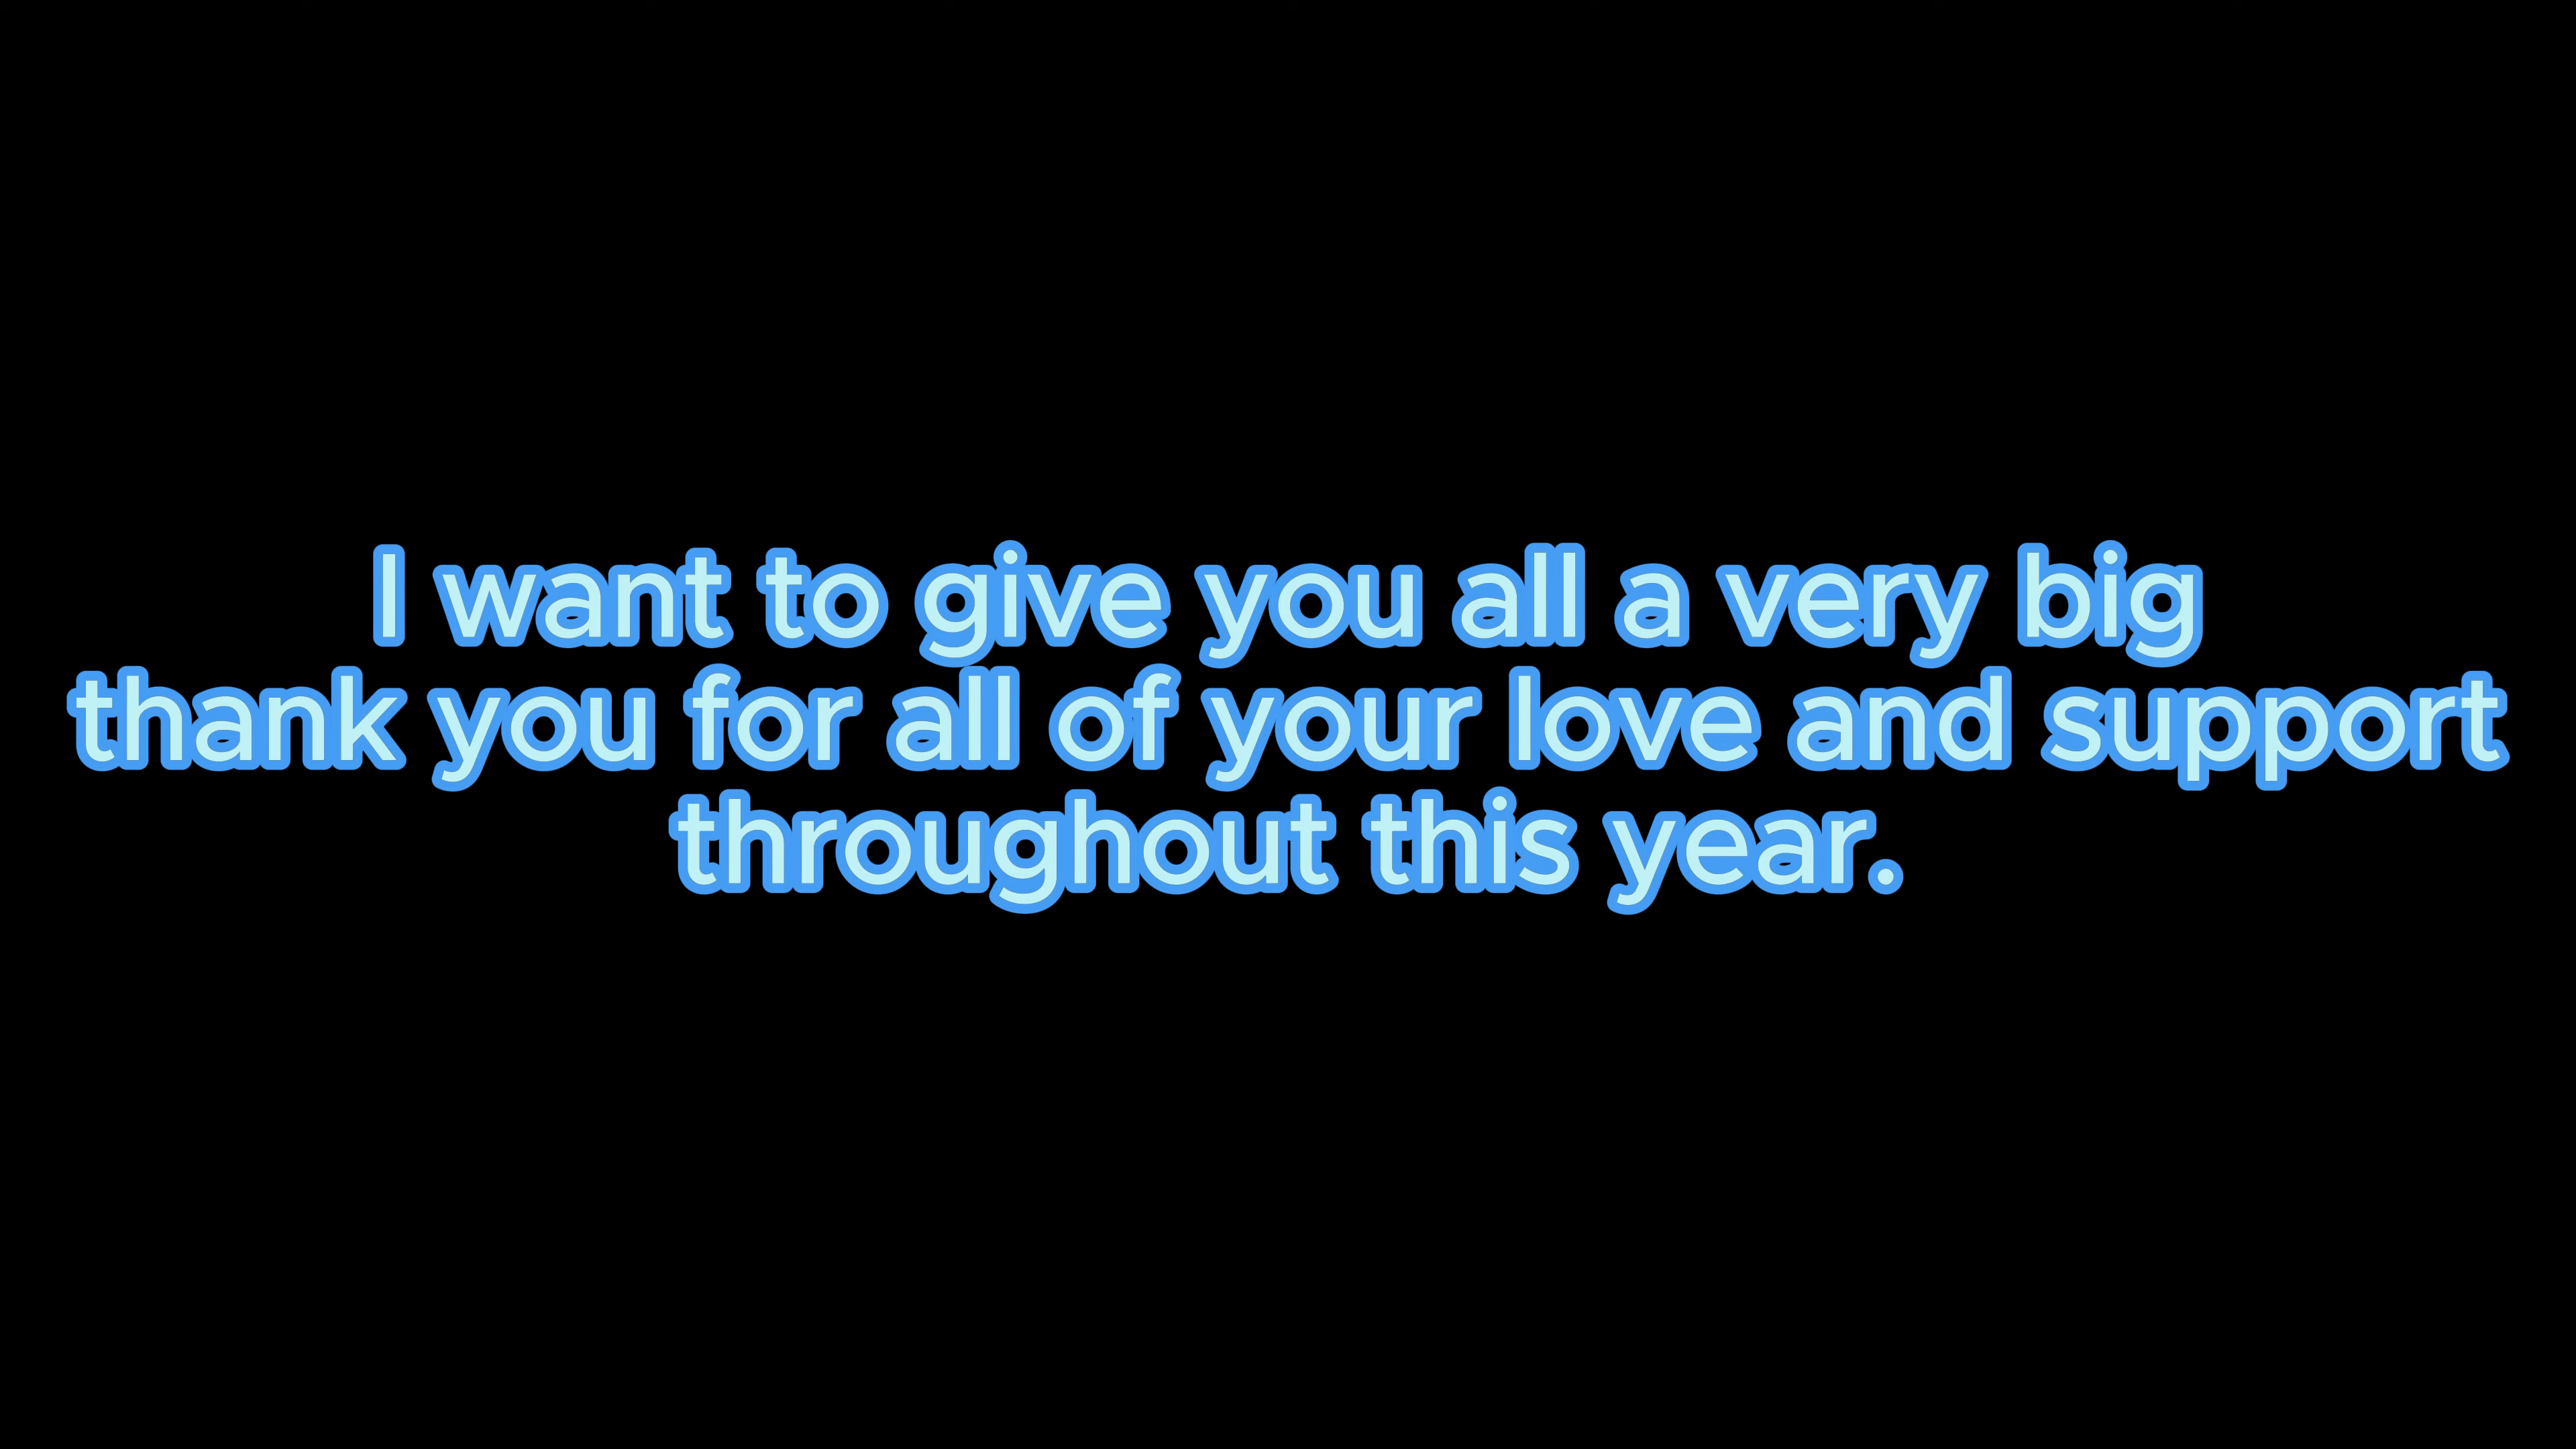 I want to give you all a very big
thank you for all of your love and support
throughout this year.